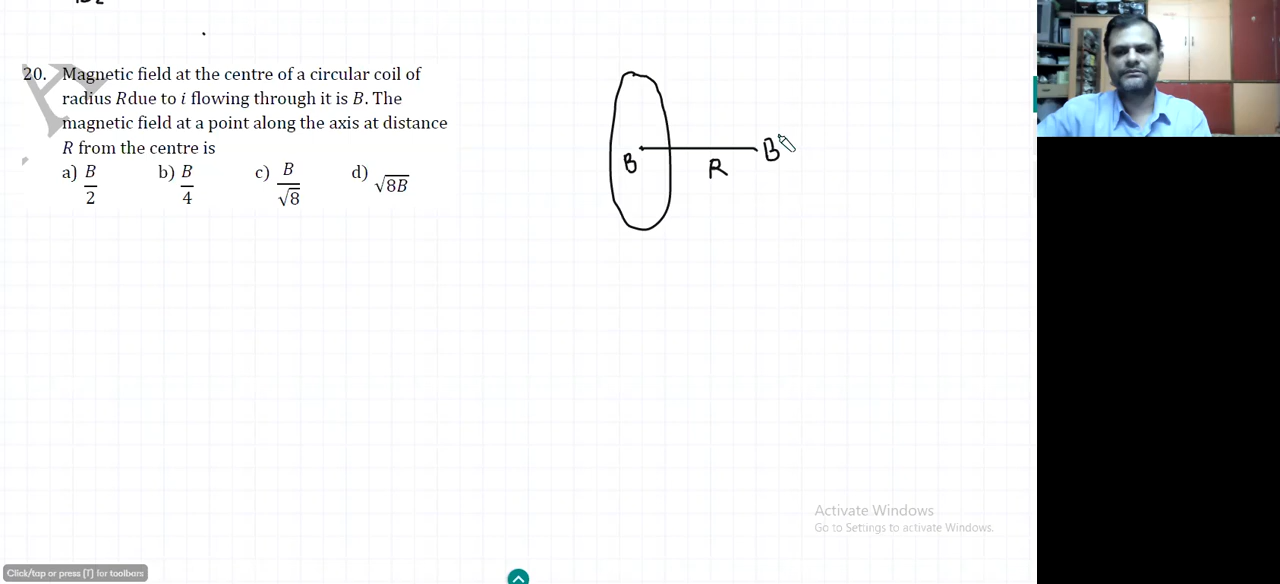 20. Magnetic field at the centre of a circular coil of
radius Rdue to i flowing through it is B. The
magnetic field at a point along the axis at distance
R from the centre is
a) B/2 b) B/4 c) B/√8 d) √8B
B R B
Activate Windows
Go to Settings to activate Windows.
Click/tap or press [T] for toolbars